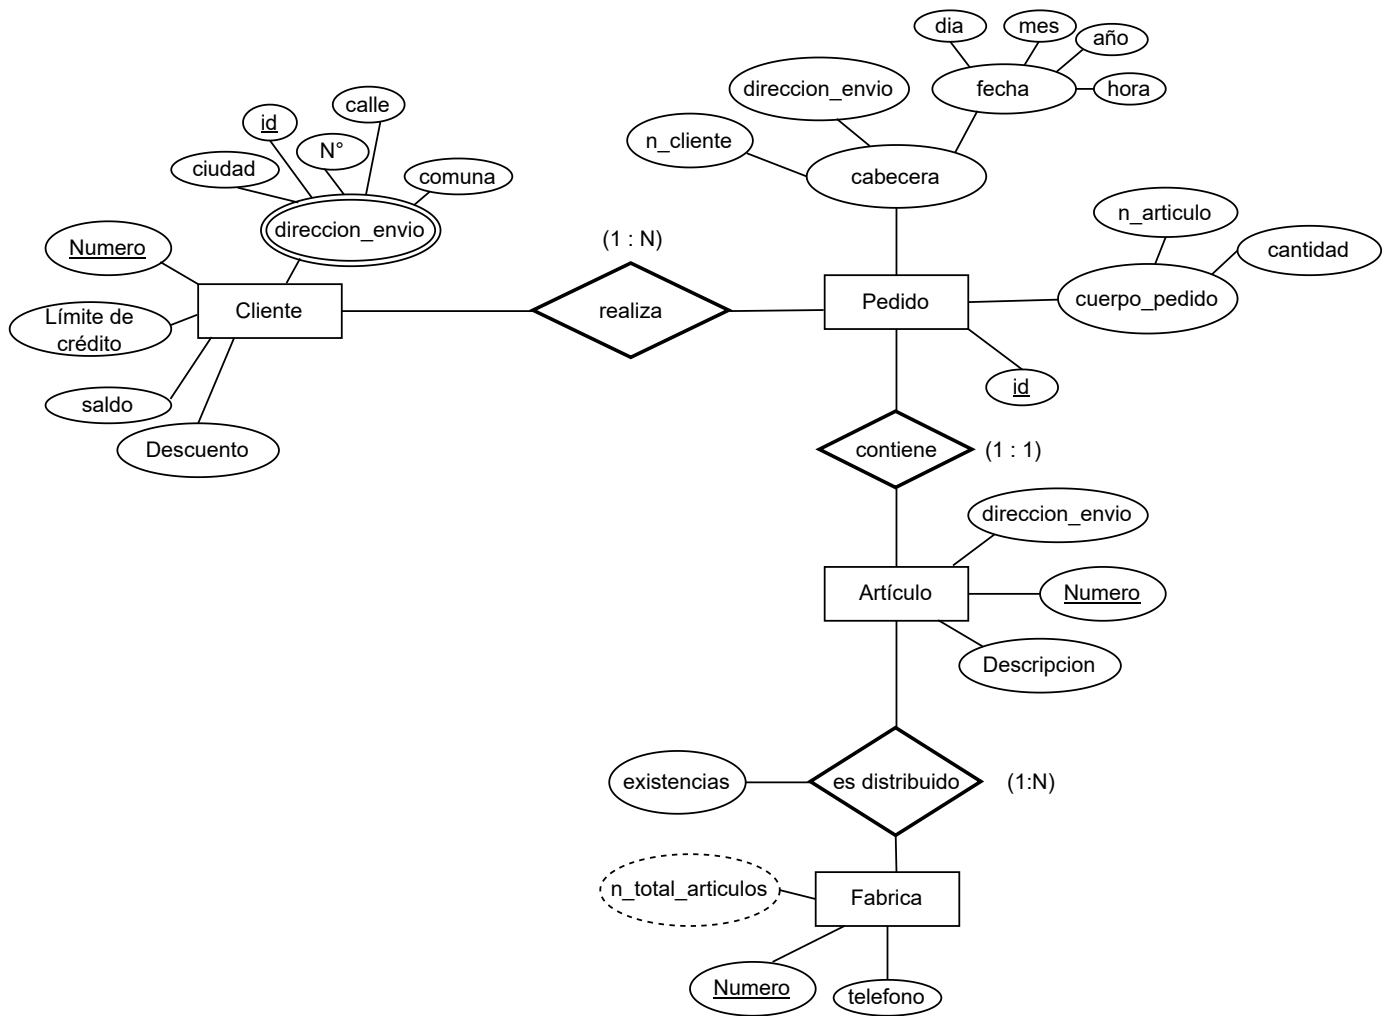 dia
mes
año
fecha
hora
direccion_envio
n_cliente
cabecera
calle
id
N°
ciudad
comuna
direccion_envio
Numero
Límite de
crédito
Cliente
saldo
Descuento
(1 : N)
realiza
Pedido
n_articulo
cantidad
cuerpo_pedido
id
contiene
(1 : 1)
direccion_envio
Artículo
Numero
Descripcion
existencias
es distribuido
(1:N)
n_total_articulos
Fabrica
Numero
telefono